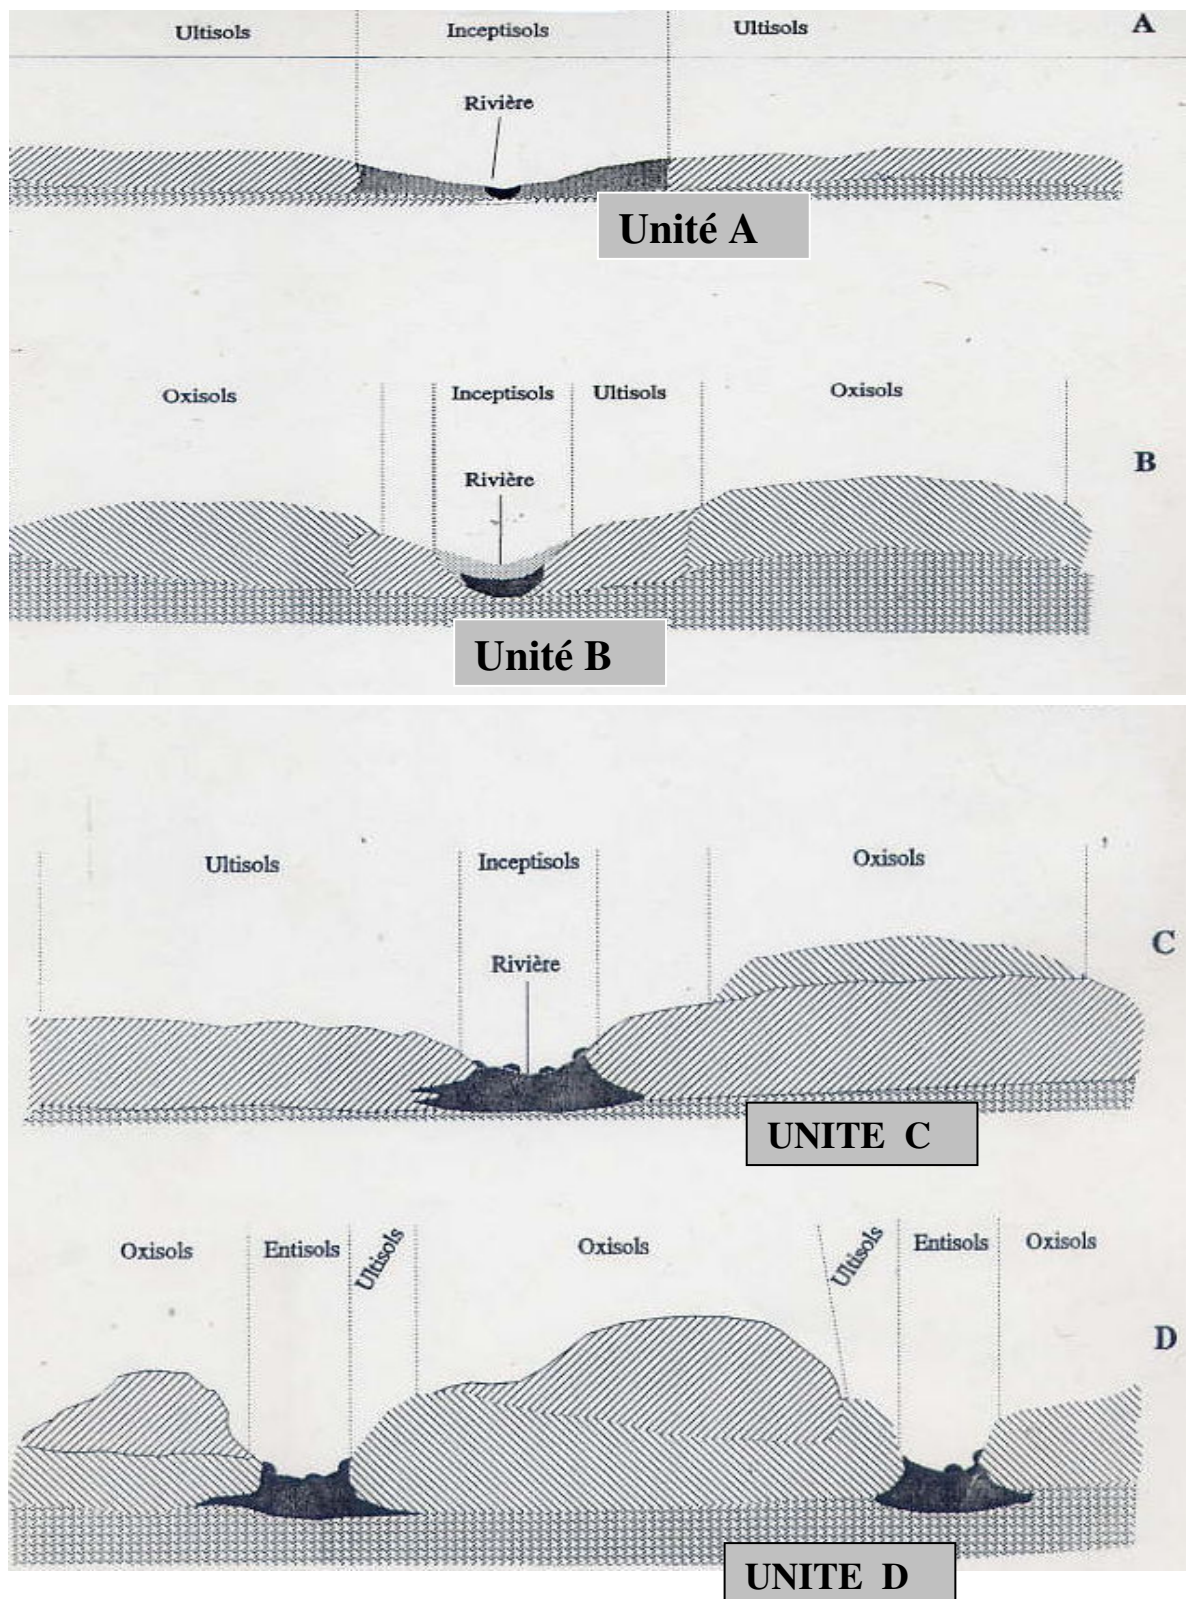 Ultisols Inceptisols Ultisols A
Rivière
Unité A
Oxisols Inceptisols Ultisols Oxisols
B
Rivière
Unité B
Ultisols Inceptisols Oxisols
C
Rivière
UNITE C
Oxisols Entisols Ultisols Oxisols Ultisols Entisols Oxisols
D
UNITE D